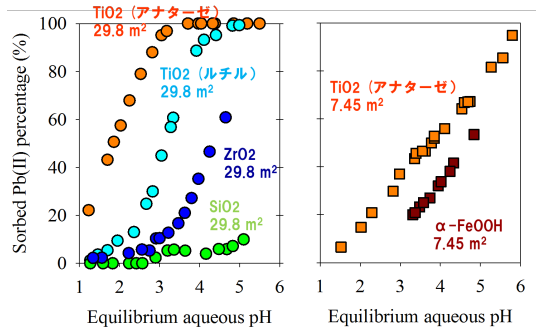 TiO2 (アナターゼ)
29.8 m²
TiO2 (ルチル)
29.8 m²
ZrO2
29.8 m²
SiO2
29.8 m²
Sorbed Pb(II) percentage (%)
100
80
60
40
20
0
1 2 3 4 5 6
Equilibrium aqueous pH
TiO2 (アナターゼ)
7.45 m²
α-FeOOH
7.45 m²
1 2 3 4 5 6
Equilibrium aqueous pH